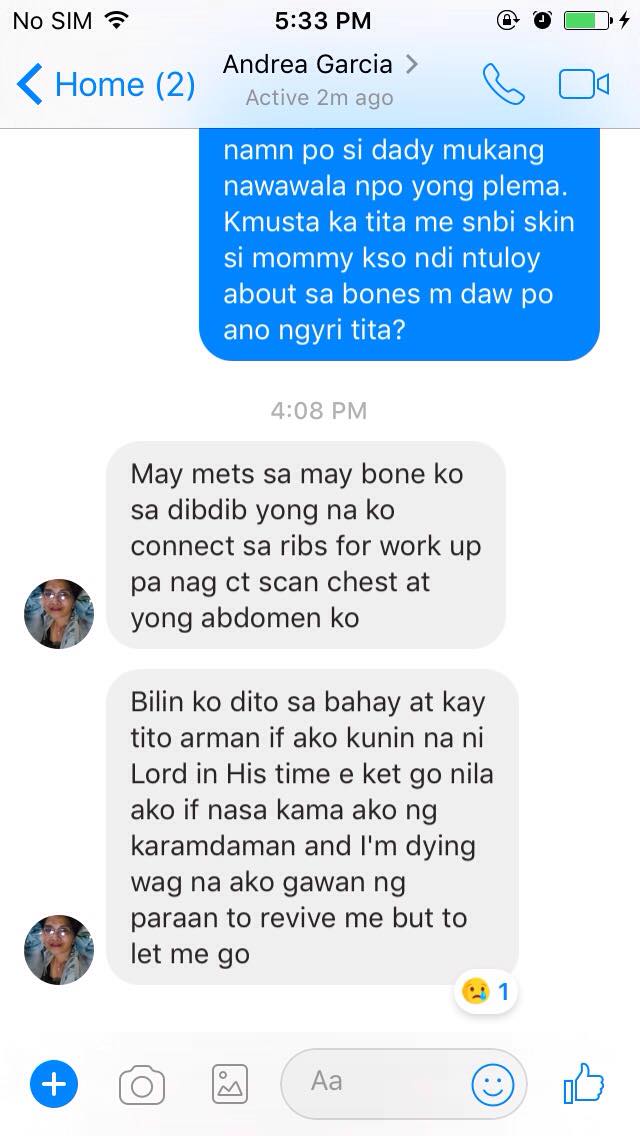 No SIM 5:33 PM
Home (2) Andrea Garcia
Active 2m ago
namn po si dady mukang
nawawala npo yong plema.
Kmusta ka tita me snbi skin
si mommy kso ndi ntuloy
about sa bones m daw po
ano ngyri tita?
4:08 PM
May mets sa may bone ko
sa dibdib yong na ko
connect sa ribs for work up
pa nag ct scan chest at
yong abdomen ko
Bilin ko dito sa bahay at kay
tito arman if ako kunin na ni
Lord in His time e ket go nila
ako if nasa kama ako ng
karamdaman and I'm dying
wag na ako gawan ng
paraan to revive me but to
let me go
1
Aa